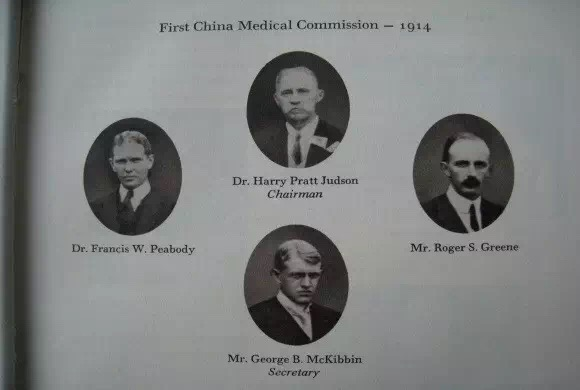 First China Medical Commission – 1914
Dr. Harry Pratt Judson
Chairman
Dr. Francis W. Peabody
Mr. Roger S. Greene
Mr. George B. McKibbin
Secretary